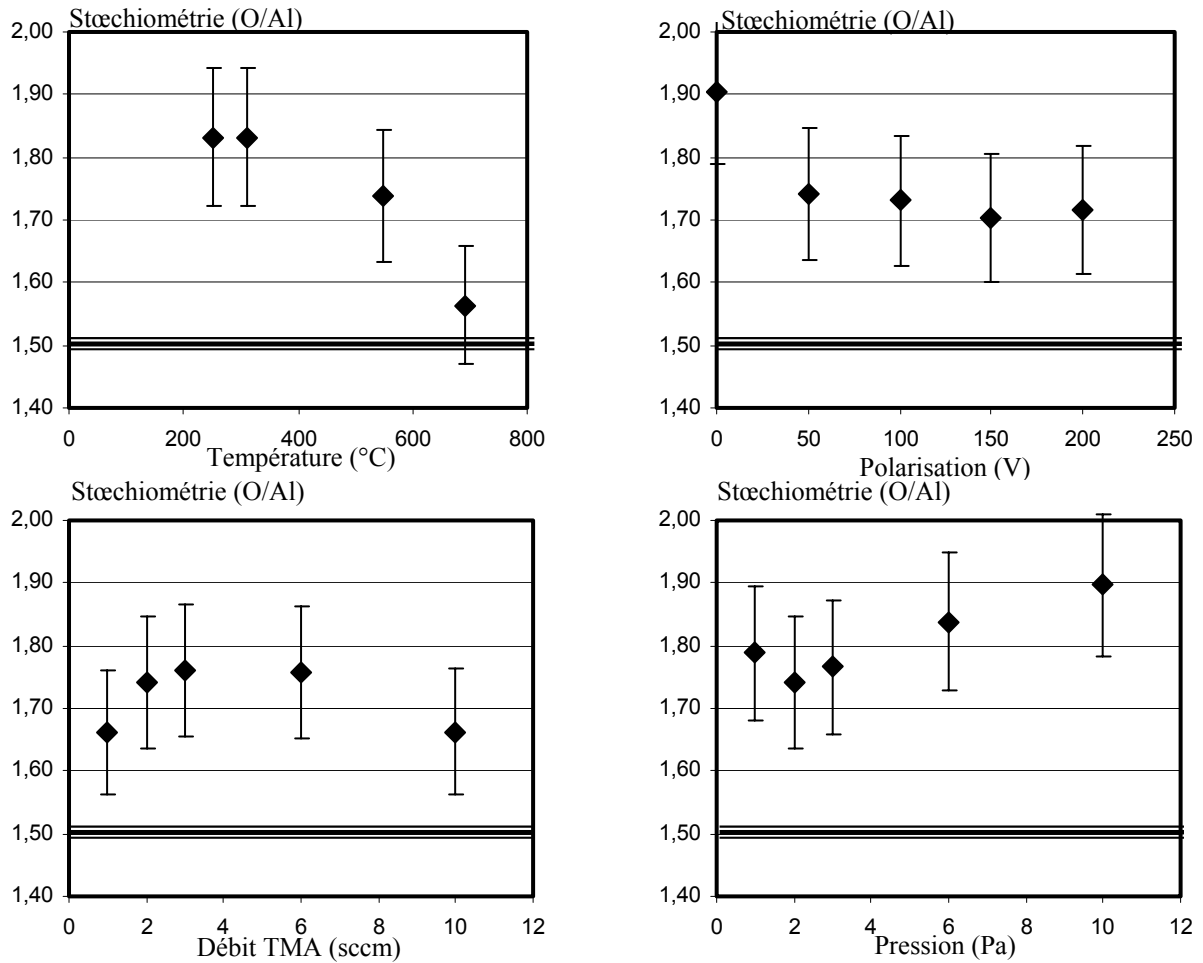 Stœchiométrie (O/Al)
2,00
1,90
1,80
1,70
1,60
1,50
1,40
0 200 400 600 800
Température (°C)
Stœchiométrie (O/Al)
2,00
1,90
1,80
1,70
1,60
1,50
1,40
0 50 100 150 200 250
Polarisation (V)
Stœchiométrie (O/Al)
2,00
1,90
1,80
1,70
1,60
1,50
1,40
0 2 4 6 8 10 12
Débit TMA (sccm)
Stœchiométrie (O/Al)
2,00
1,90
1,80
1,70
1,60
1,50
1,40
0 2 4 6 8 10 12
Pression (Pa)